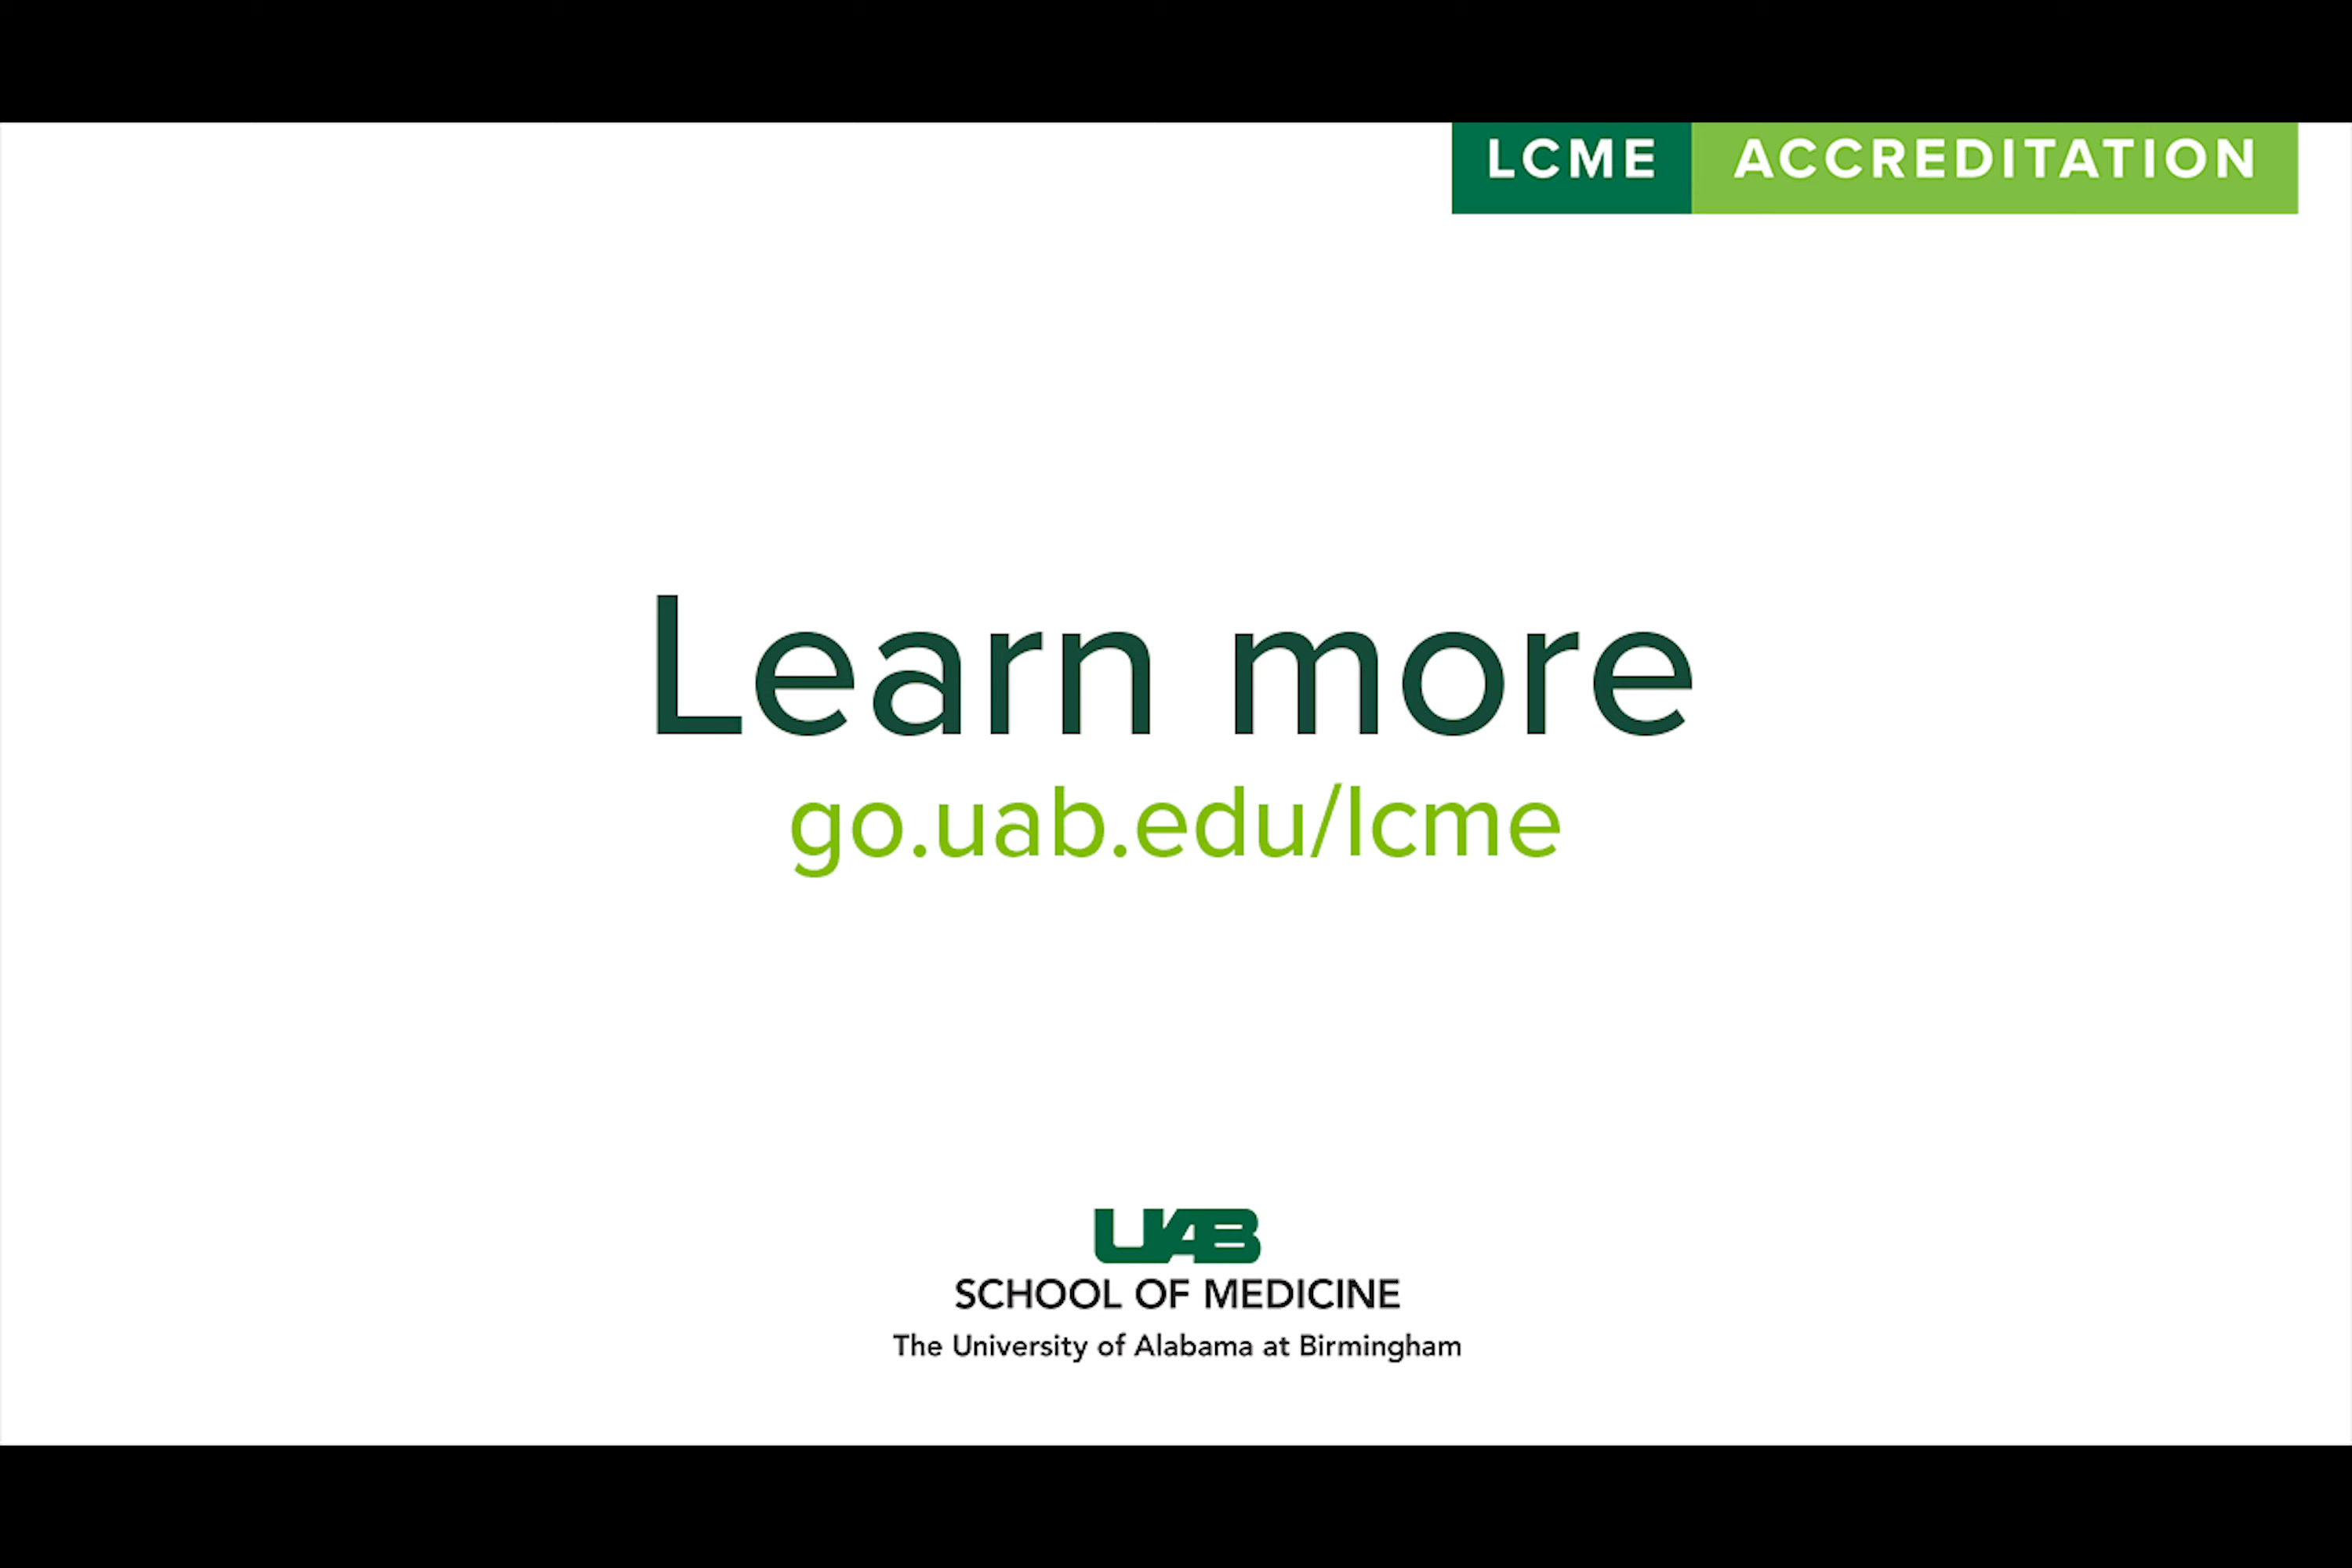 LCME ACCREDITATION
Learn more
go.uab.edu/lcme
UAB
SCHOOL OF MEDICINE
The University of Alabama at Birmingham